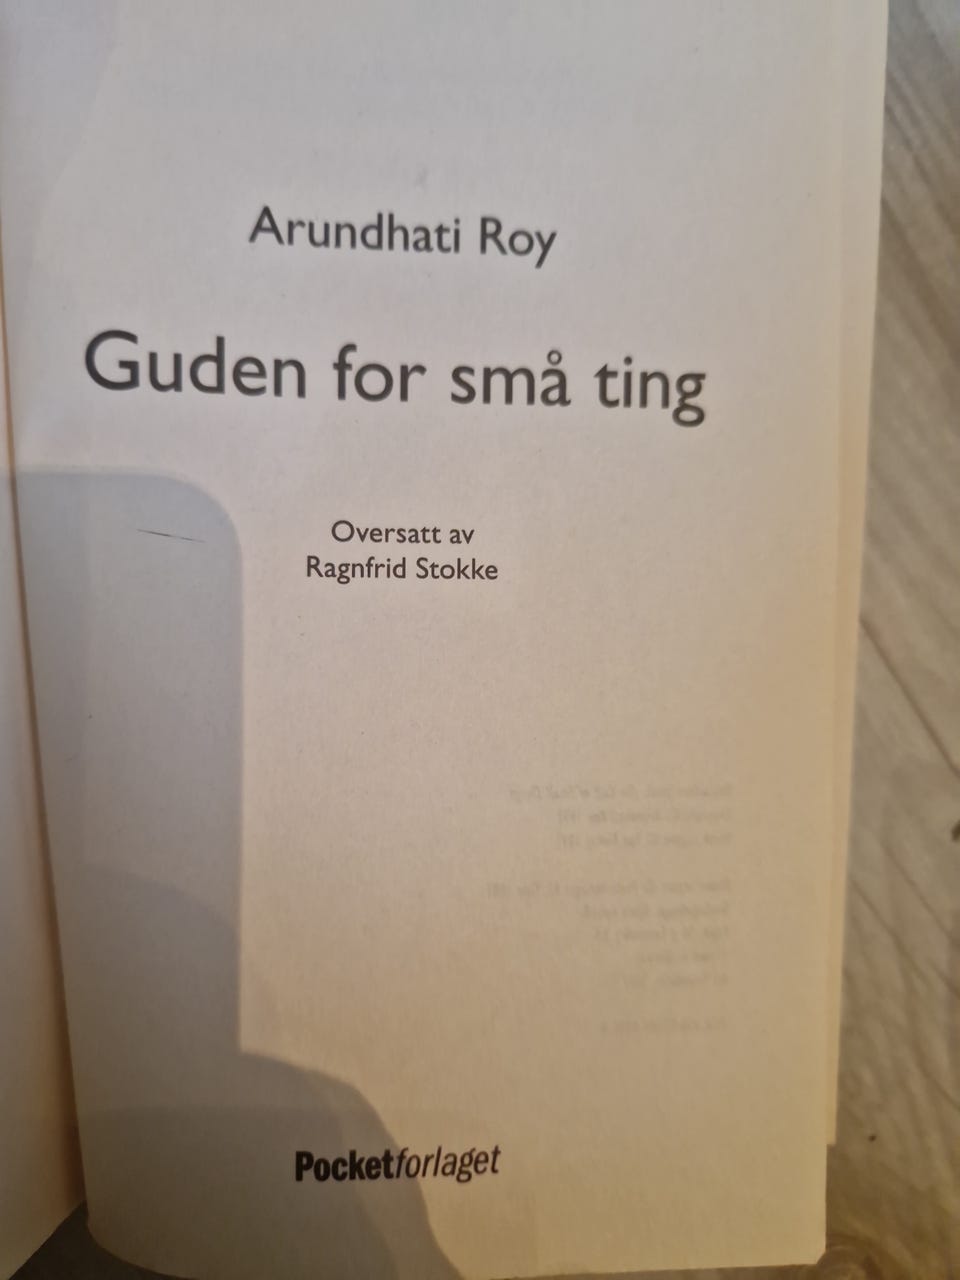 Arundhati Roy
Guden for små ting
Oversatt av
Ragnfrid Stokke
Pocketforlaget